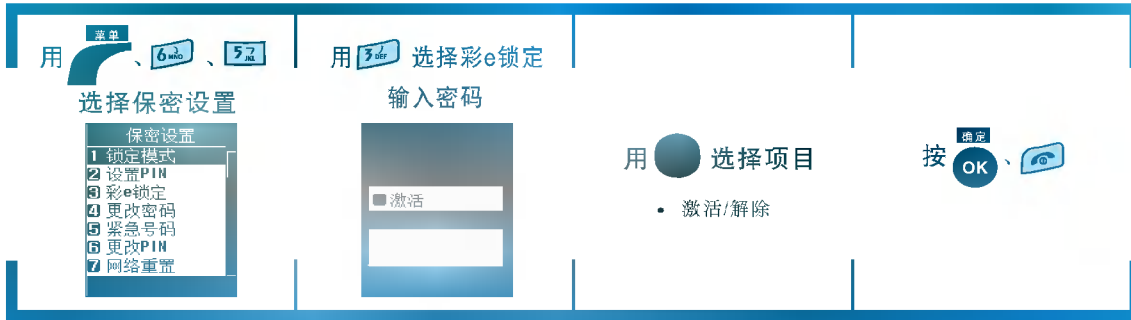 菜单
用 、6 MNO、5 JKL
选择保密设置
保密设置
1 锁定模式
2 设置PIN
3 彩e锁定
4 更改密码
5 紧急号码
6 更改PIN
7 网络重置
用 3 DEF 选择彩e锁定
输入密码
激活
用 选择项目
• 激活/解除
确定
按 OK、